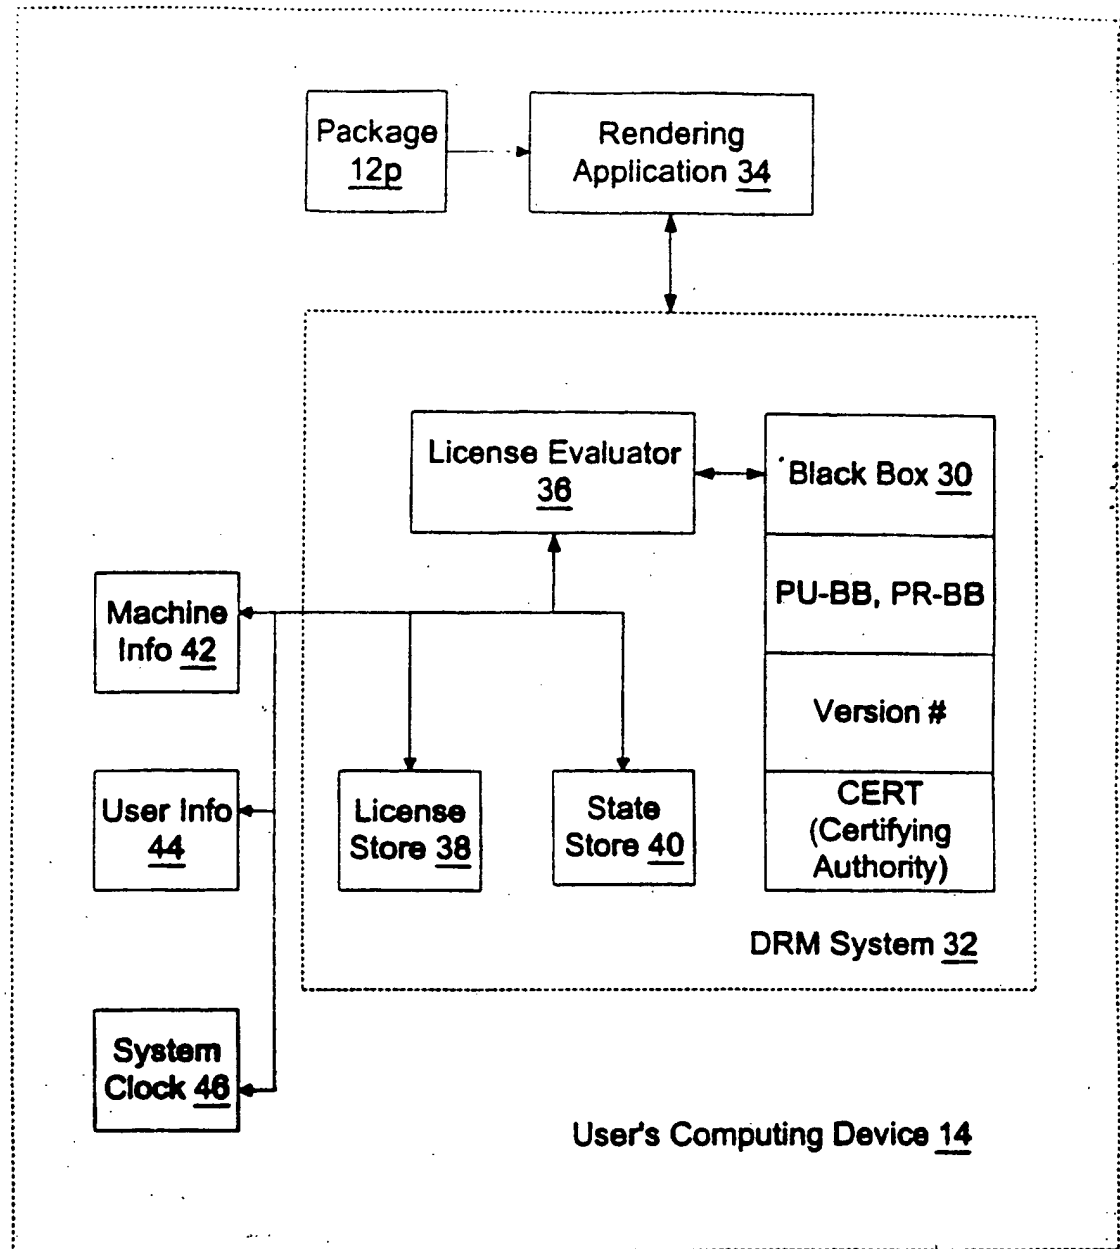 Package
12p
Rendering
Application 34
License Evaluator
36
Black Box 30
PU-BB, PR-BB
Version #
CERT
(Certifying
Authority)
Machine
Info 42
User Info
44
License
Store 38
State
Store 40
DRM System 32
System
Clock 46
User's Computing Device 14